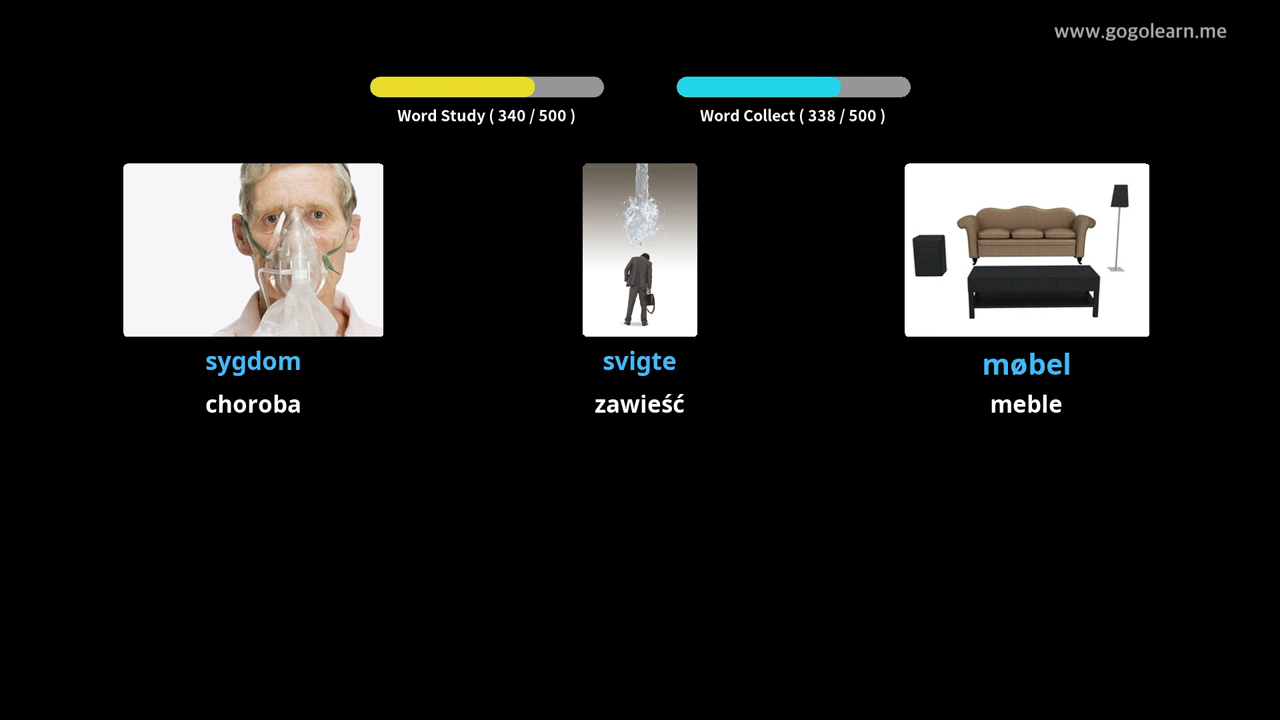 www.gogolearn.me
Word Study ( 340 / 500 )
Word Collect ( 338 / 500 )
sygdom
svigte
møbel
choroba
zawieść
meble